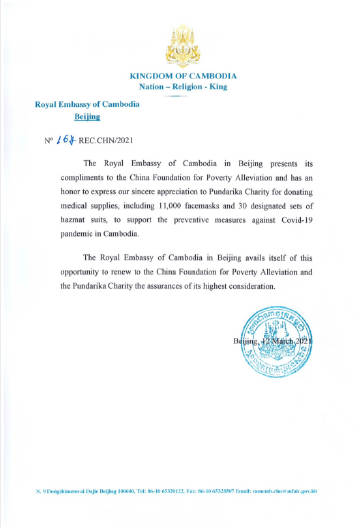 KINGDOM OF CAMBODIA
Nation – Religion - King
Royal Embassy of Cambodia
Beijing
Nº 167 REC.CHN/2021
The Royal Embassy of Cambodia in Beijing presents its
compliments to the China Foundation for Poverty Alleviation and has an
honor to express our sincere appreciation to Pundarika Charity for donating
medical supplies, including 11,000 facemasks and 30 designated sets of
hazmat suits, to support the preventive measures against Covid-19
pandemic in Cambodia.
The Royal Embassy of Cambodia in Beijing avails itself of this
opportunity to renew to the China Foundation for Poverty Alleviation and
the Pundarika Charity the assurances of its highest consideration.
Beijing, 12 March 2021
N. 9 Dongzhimenwai Dajie Beijing 100600, Tel: 86-10 65321122, Fax: 86-10 65323507 Email: